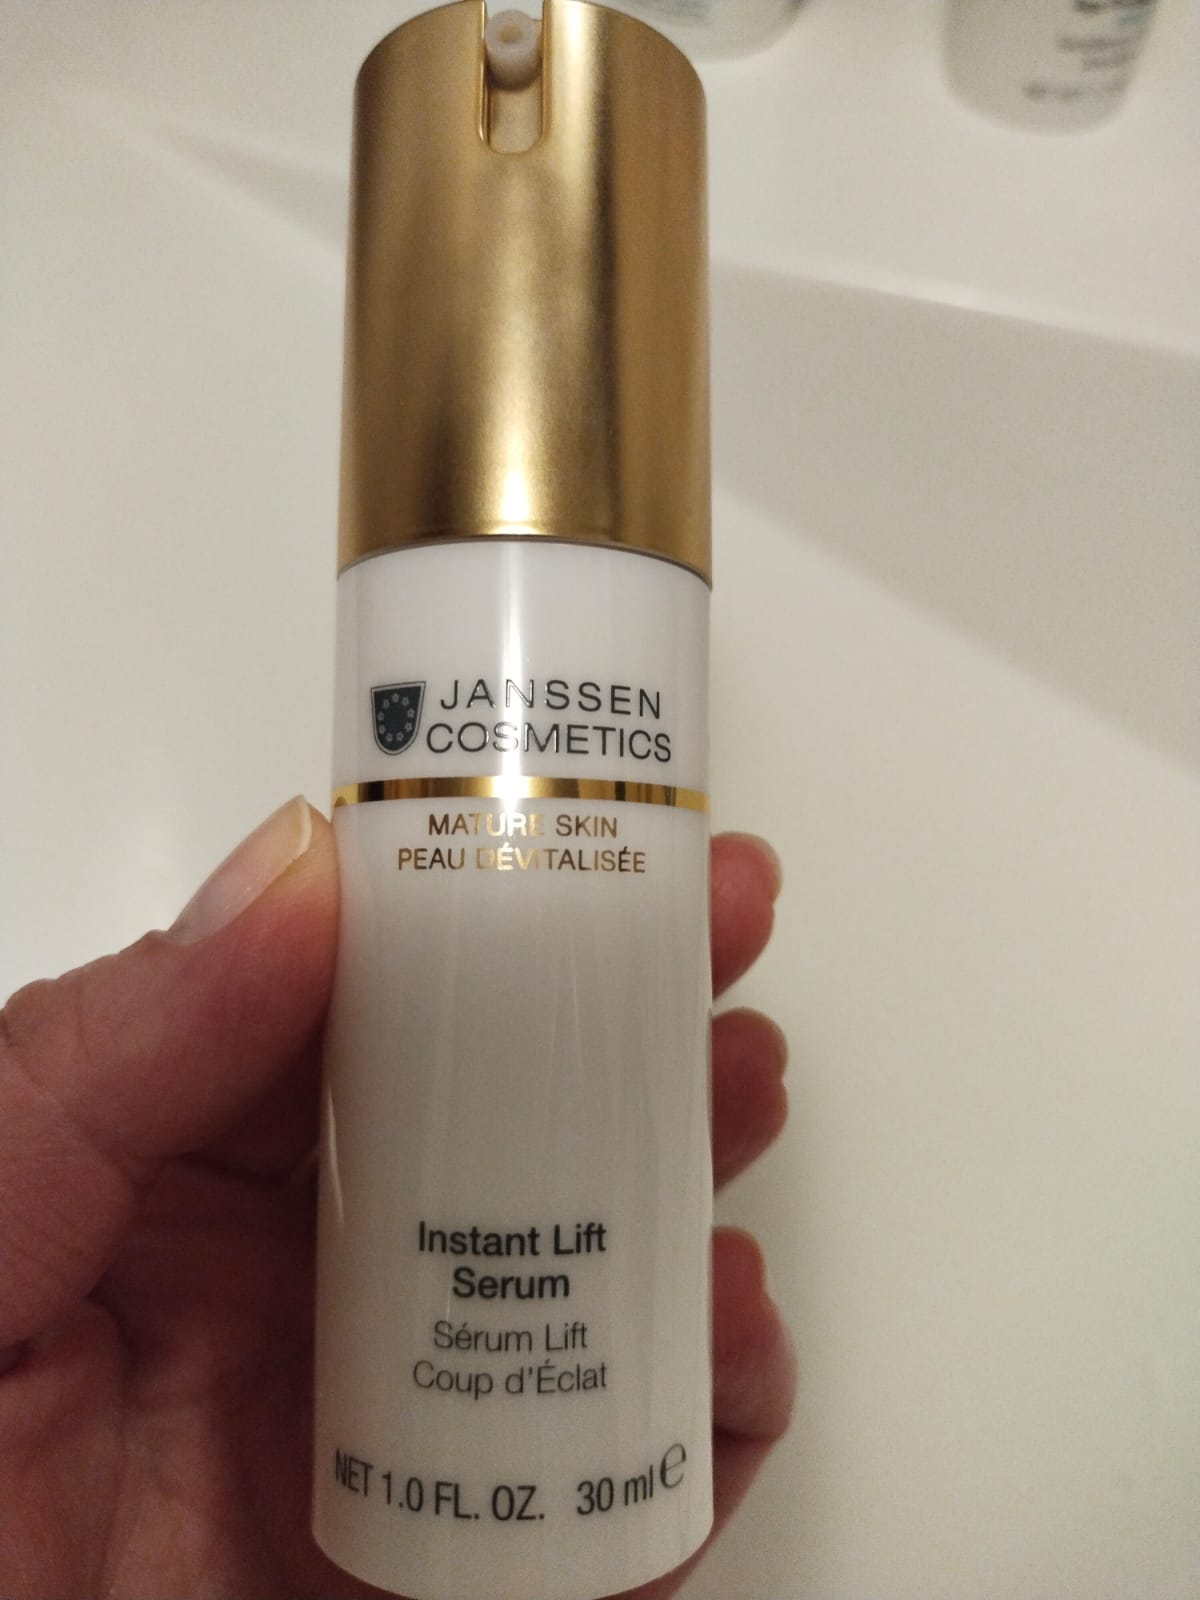 JANSSEN
COSMETICS
MATURE SKIN
PEAU DÉVITALISÉE
Instant Lift
Serum
Sérum Lift
Coup d'Éclat
NET 1.0 FL. OZ. 30 ml ℮